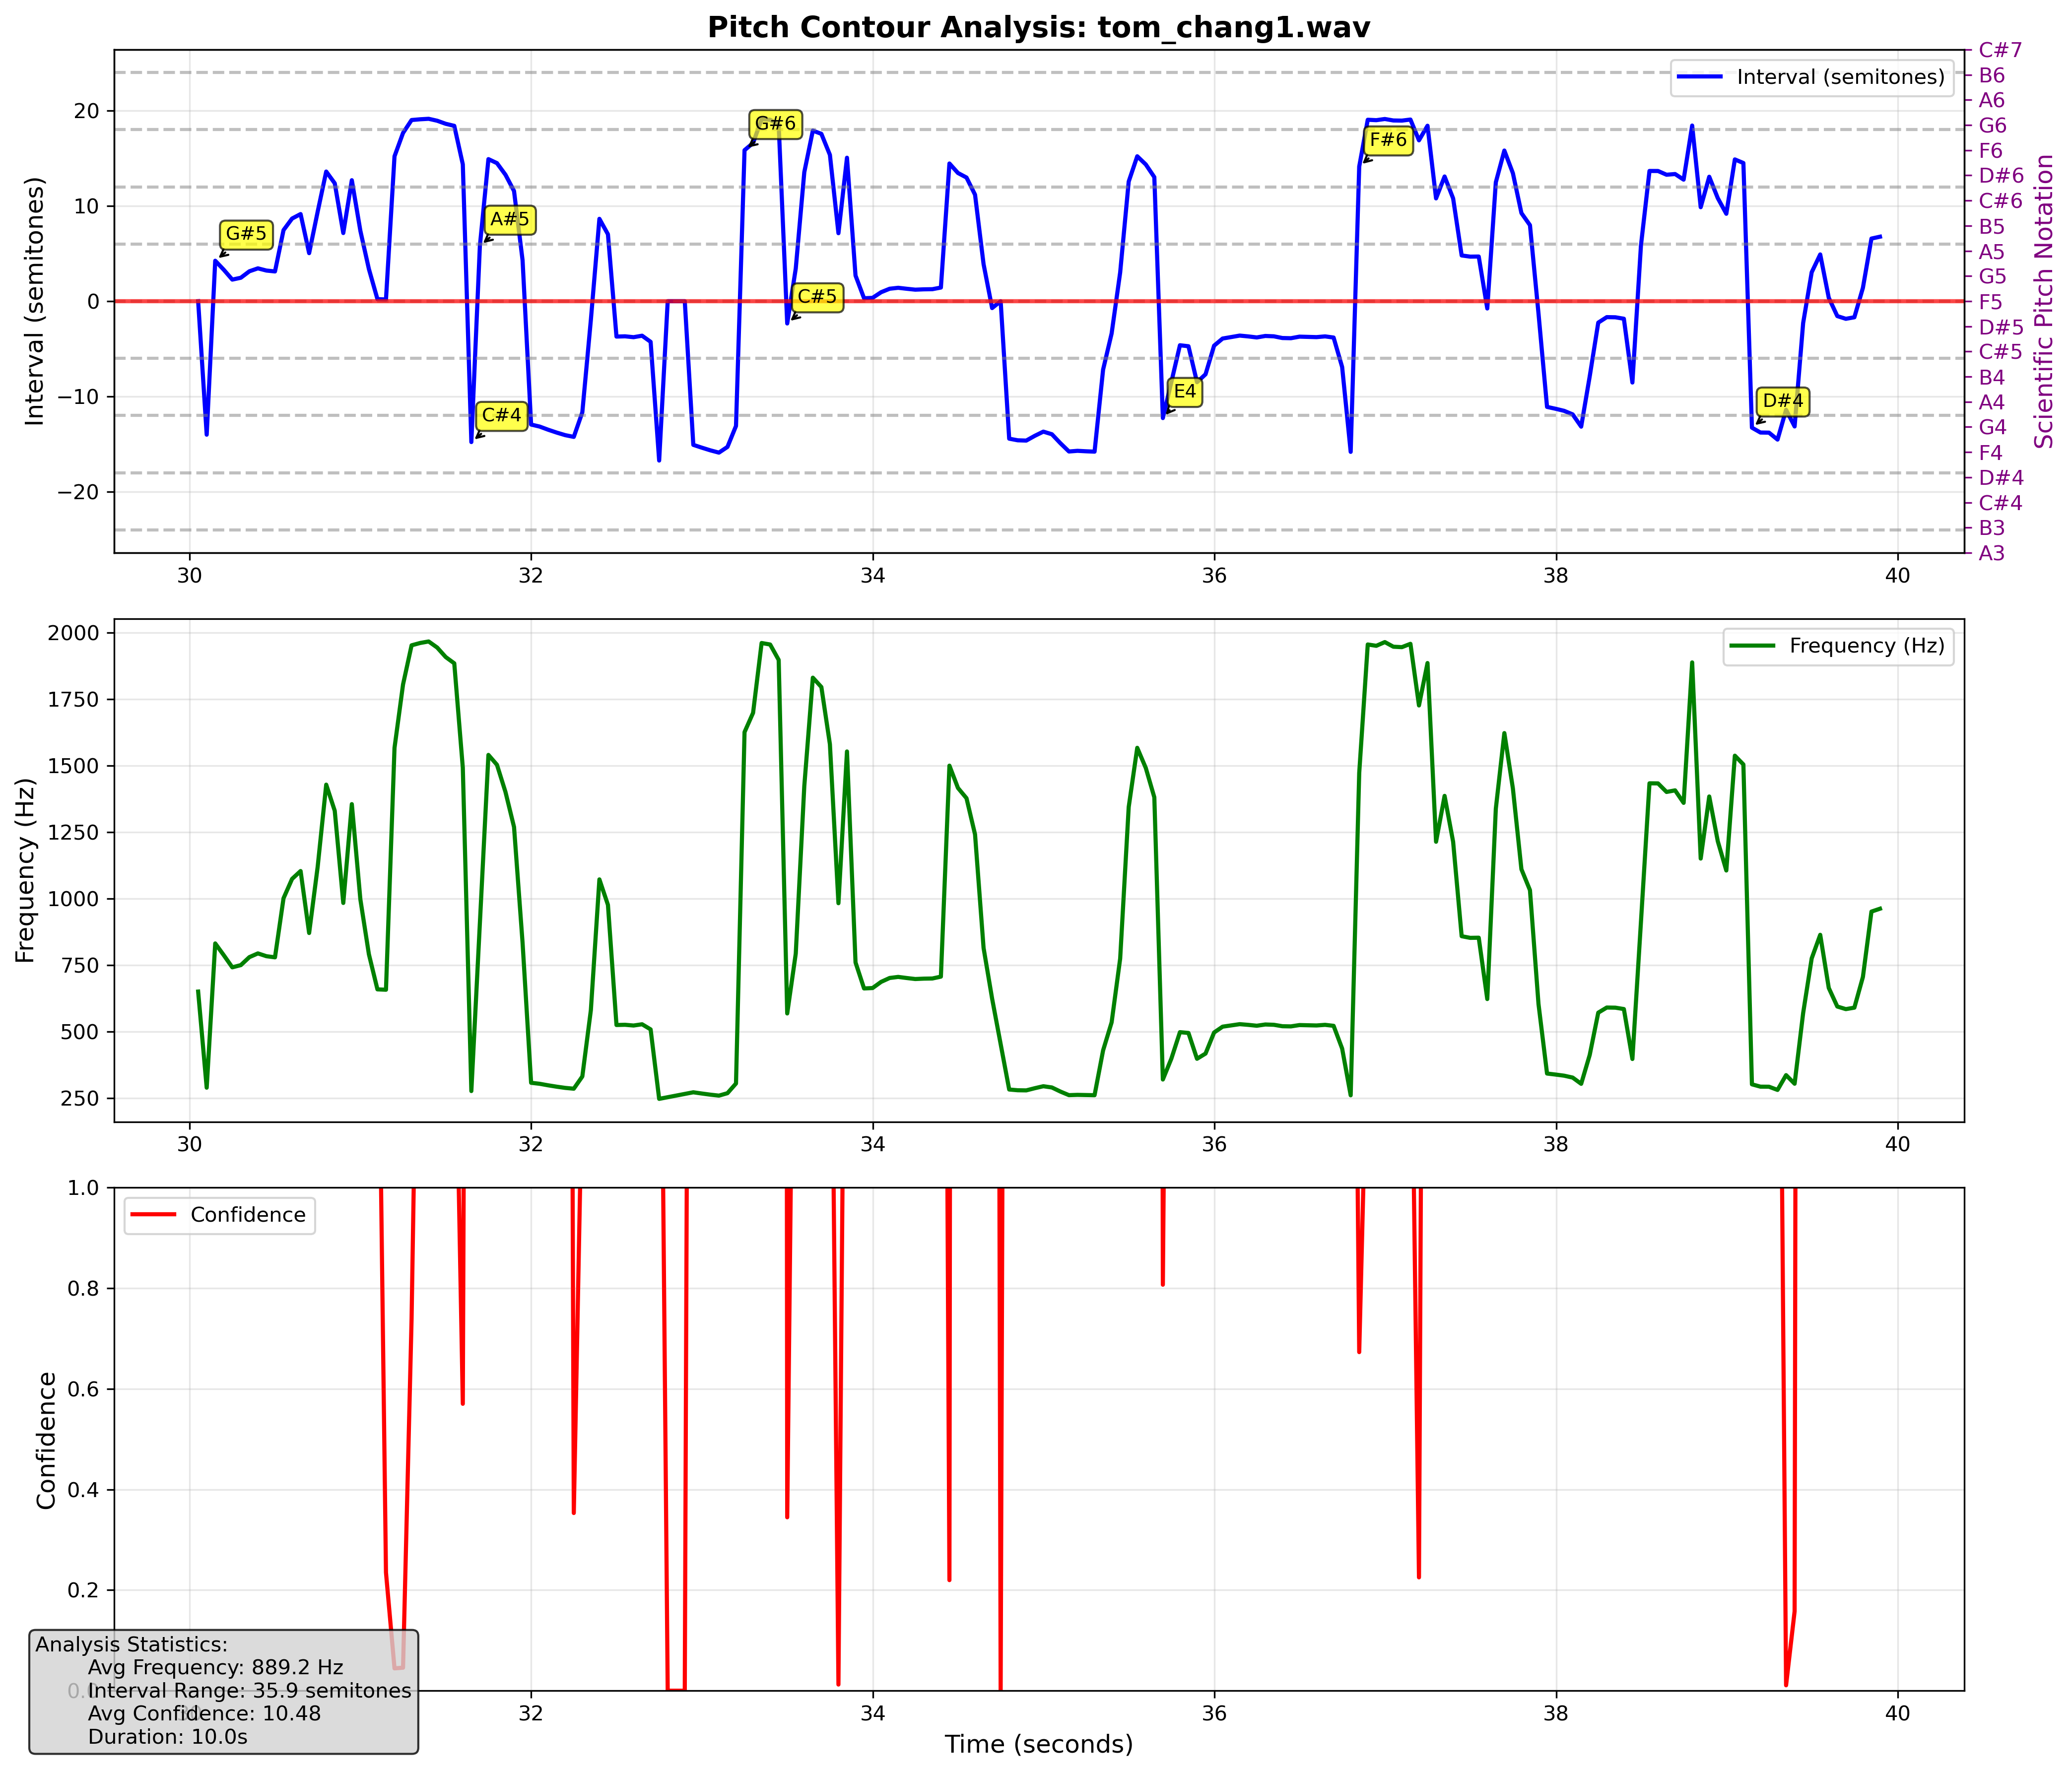 Pitch Contour Analysis: tom_chang1.wav
Interval (semitones)
20
10
0
−10
−20
Interval (semitones)
G#5
A#5
C#4
G#6
C#5
E4
F#6
D#4
C#7
B6
A6
G6
F6
D#6
C#6
B5
A5
G5
F5
D#5
C#5
B4
A4
G4
F4
D#4
C#4
B3
A3
Scientific Pitch Notation
30 32 34 36 38 40
Frequency (Hz)
2000
1750
1500
1250
1000
750
500
250
Frequency (Hz)
30 32 34 36 38 40
Confidence
1.0
0.8
0.6
0.4
0.2
0.0
Confidence
32 34 36 38 40
Time (seconds)
Analysis Statistics:
Avg Frequency: 889.2 Hz
Interval Range: 35.9 semitones
Avg Confidence: 10.48
Duration: 10.0s